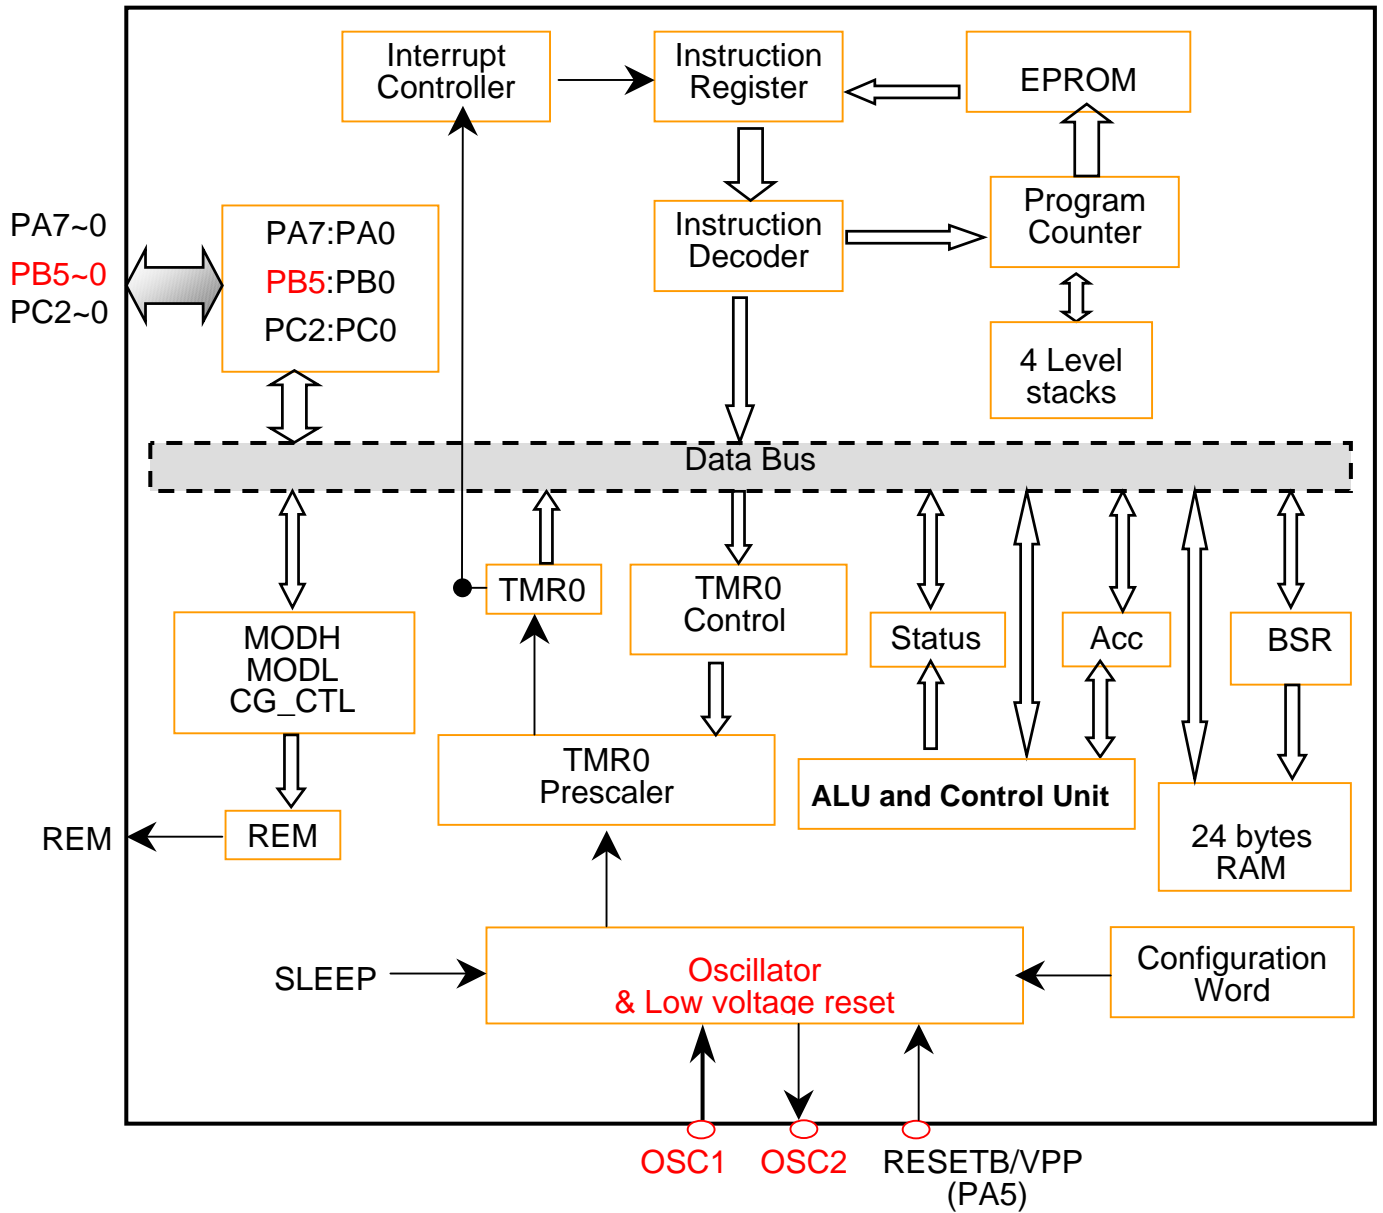 Interrupt
Controller
Instruction
Register
EPROM
PA7~0
PB5~0
PC2~0
PA7:PA0
PB5:PB0
PC2:PC0
Instruction
Decoder
Program
Counter
4 Level
stacks
Data Bus
MODH
MODL
CG_CTL
TMR0
TMR0
Control
Status
Acc
BSR
TMR0
Prescaler
ALU and Control Unit
24 bytes
RAM
REM
REM
SLEEP
Oscillator
& Low voltage reset
Configuration
Word
OSC1
OSC2
RESETB/VPP
(PA5)